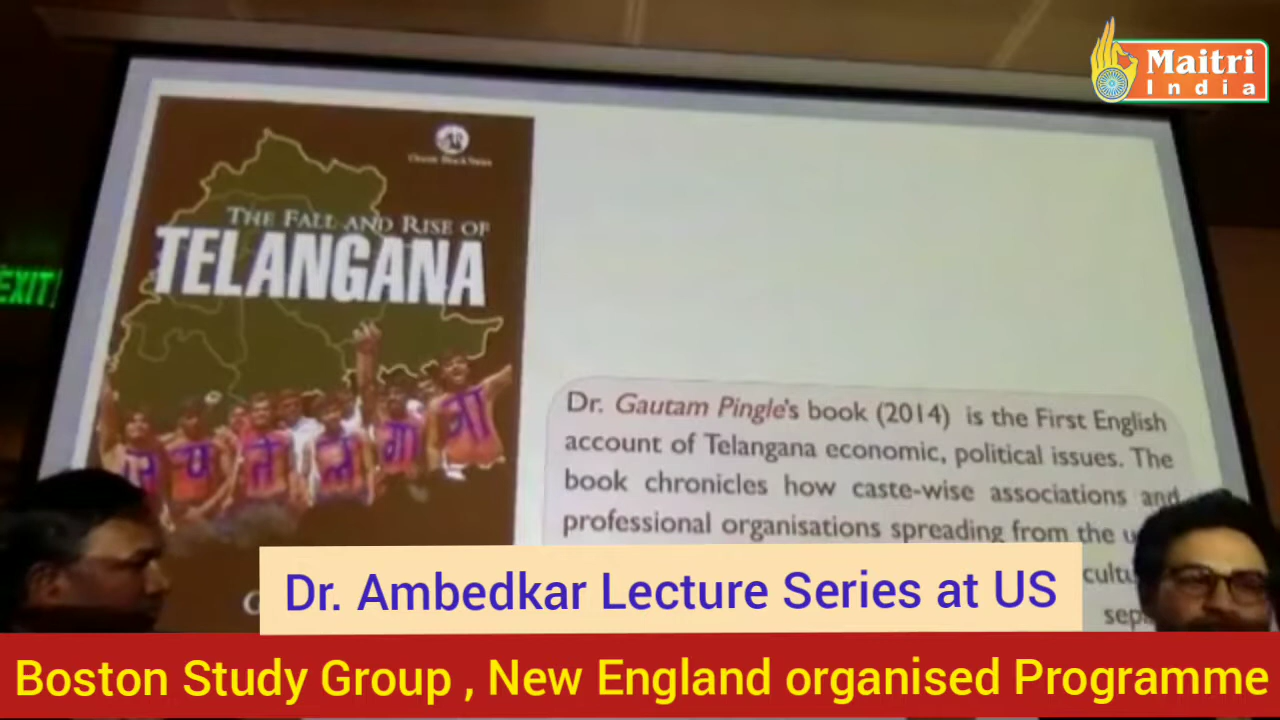 Maitri
India
EXIT
THE FALL AND RISE OF
TELANGANA
Dr. Gautam Pingle's book (2014) is the First English
account of Telangana economic, political issues. The
book chronicles how caste-wise associations and
professional organisations spreading from the
Dr. Ambedkar Lecture Series at US
Boston Study Group , New England organised Programme